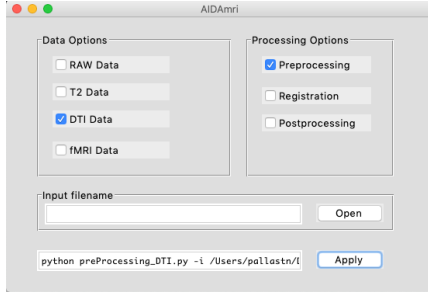 AIDAmri
Data Options
RAW Data
T2 Data
DTI Data
fMRI Data
Processing Options
Preprocessing
Registration
Postprocessing
Input filename
Open
python preProcessing_DTI.py -i /Users/pallastn/
Apply